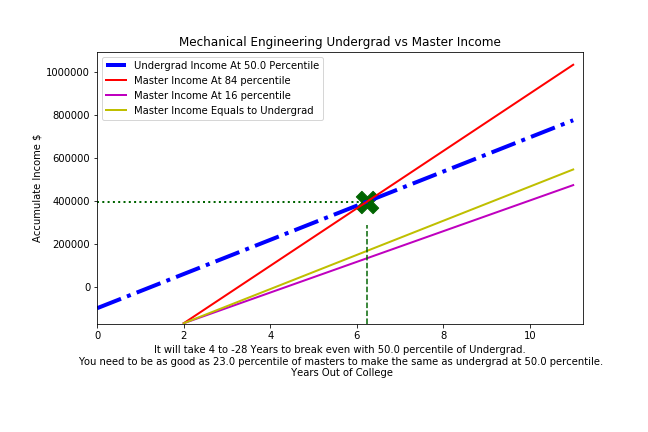 Mechanical Engineering Undergrad vs Master Income
Undergrad Income At 50.0 Percentile
Master Income At 84 percentile
Master Income At 16 percentile
Master Income Equals to Undergrad
Accumulate Income $
1000000
800000
600000
400000
200000
0
0 2 4 6 8 10
It will take 4 to -28 Years to break even with 50.0 percentile of Undergrad.
You need to be as good as 23.0 percentile of masters to make the same as undergrad at 50.0 percentile.
Years Out of College